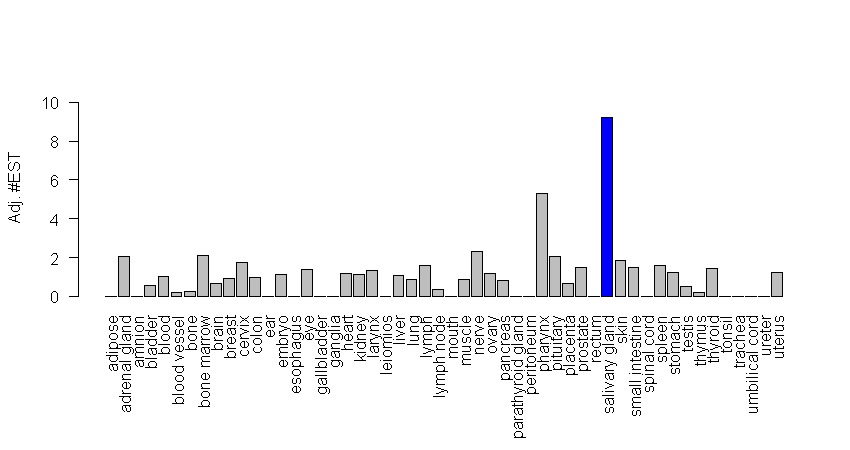 Adj. #EST
10
8
6
4
2
0
adipose
adrenal gland
amnion
bladder
blood
blood vessel
bone
bone marrow
brain
breast
cervix
colon
ear
embryo
esophagus
eye
gallbladder
ganglia
heart
kidney
larynx
leiomios
liver
lung
lymph
lymph node
mouth
muscle
nerve
ovary
pancreas
parathyroid gland
peritoneum
pharynx
pituitary
placenta
prostate
rectum
salivary gland
skin
small intestine
spinal cord
spleen
stomach
testis
thymus
thyroid
tonsil
trachea
umbilical cord
ureter
uterus